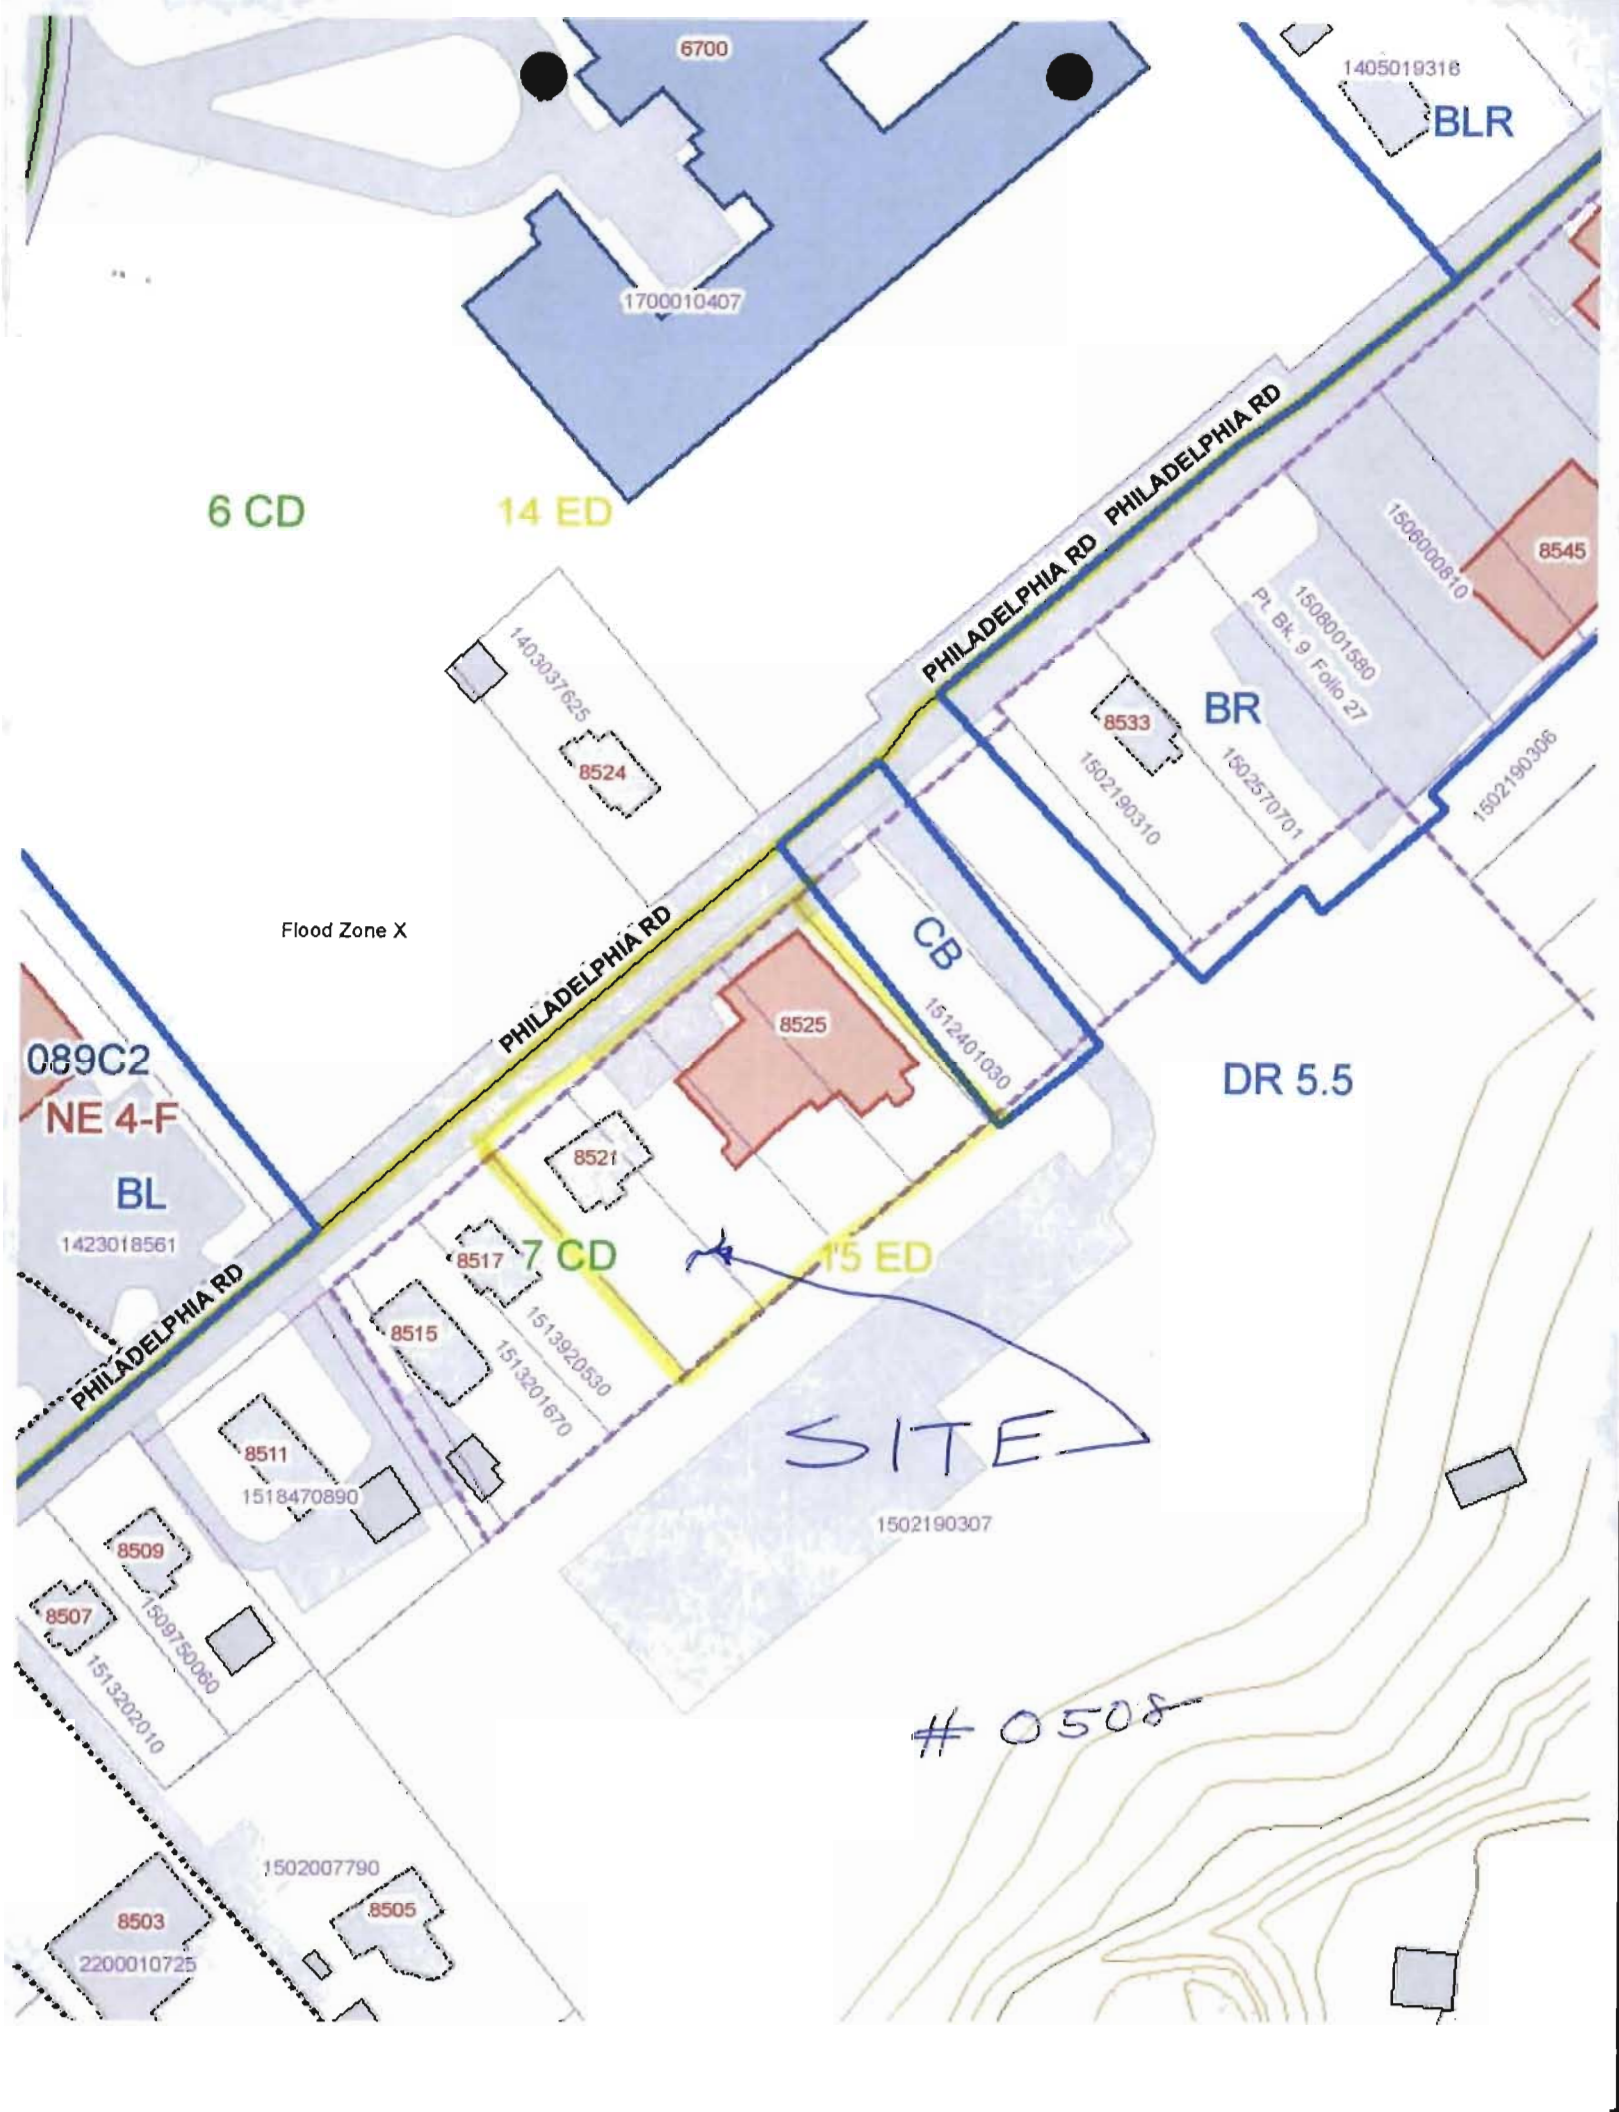 6700
1405019316
BLR
1700010407
PHILADELPHIA RD
6 CD
14 ED
1506000810
8545
PHILADELPHIA RD
1508001580
Pt. Bk. 9 Folio 27
1403037625
PHILADELPHIA RD
8533
BR
8524
1502190310
1502570701
1502190306
Flood Zone X
PHILADELPHIA RD
CB
8525
1512401030
089C2
DR 5.5
NE 4-F
8521
BL
1423018561
8517
7 CD
15 ED
PHILADELPHIA RD
8515
1513920530
1513201670
SITE
8511
1518470890
1502190307
8509
8507
1509750060
1513202010
# 0508
1502007790
8505
8503
2200010725